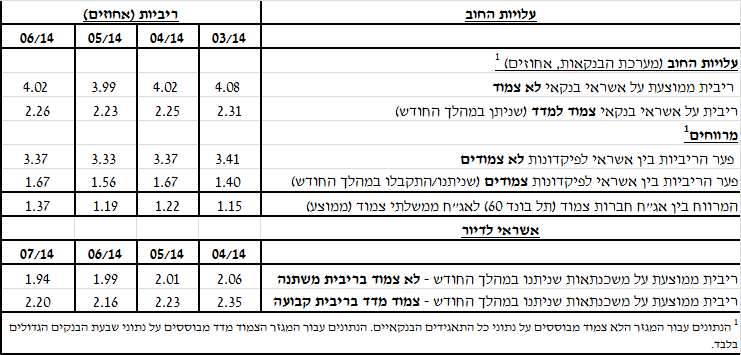 עלויות החוב ריביות (אחוזים)
03/14 04/14 05/14 06/14
עלויות החוב (מערכת הבנקאות, אחוזים) 1
ריבית ממוצעת על אשראי בנקאי לא צמוד 4.08 4.02 3.99 4.02
ריבית על אשראי בנקאי צמוד למדד (שניתן במהלך החודש) 2.31 2.25 2.23 2.26
מרווחים1
פער הריביות בין אשראי לפיקדונות לא צמודים 3.41 3.37 3.33 3.37
פער הריביות בין אשראי לפיקדונות צמודים (שניתנו/התקבלו במהלך החודש) 1.40 1.67 1.56 1.67
המרווח בין אג״ח חברות צמוד (תל בונד 60) לאג״ח ממשלתי צמוד (ממוצע) 1.15 1.22 1.19 1.37
אשראי לדיור
04/14 05/14 06/14 07/14
ריבית ממוצעת על משכנתאות שניתנו במהלך החודש - לא צמוד בריבית משתנה 2.06 2.01 1.99 1.94
ריבית ממוצעת על משכנתאות שניתנו במהלך החודש - צמוד מדד בריבית קבועה 2.35 2.23 2.16 2.20
1 הנתונים עבור המגזר הלא צמוד מבוססים על נתוני כל התאגידים הבנקאיים. הנתונים עבור המגזר הצמוד מדד מבוססים על נתוני שבעת הבנקים הגדולים
בלבד.